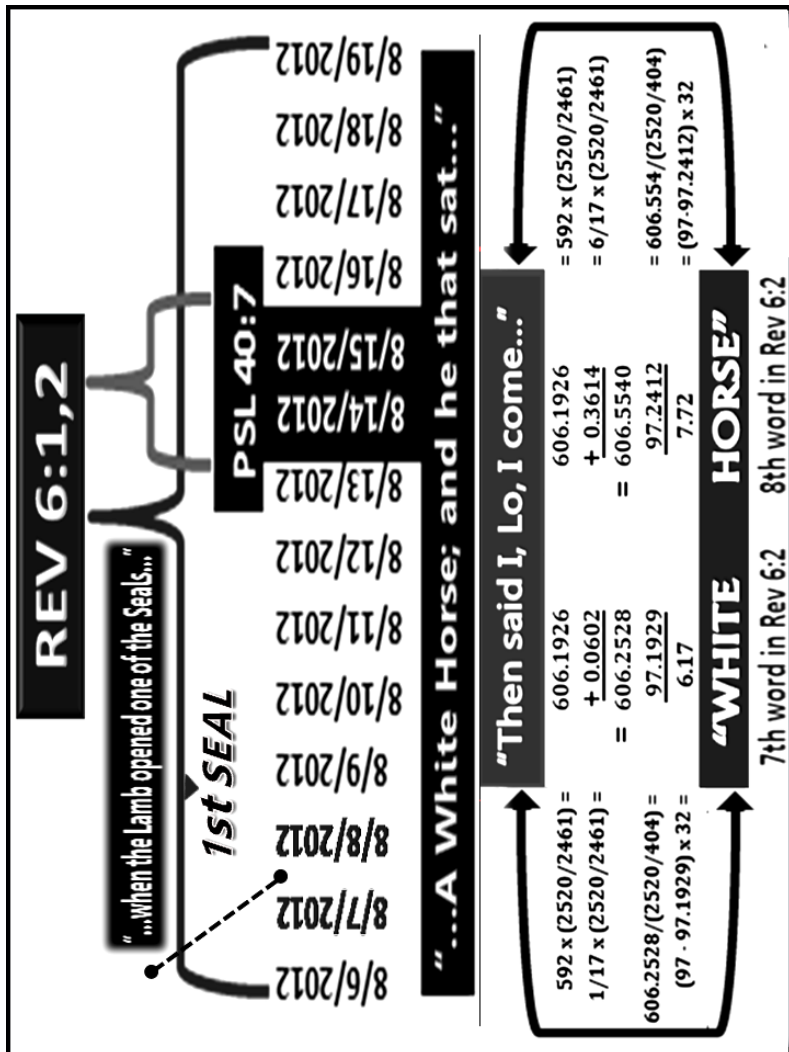 REV 6:1,2
"...when the Lamb opened one of the Seals..."
1st SEAL
PSL 40:7
8/6/2012
8/7/2012
8/8/2012
8/9/2012
8/10/2012
8/11/2012
8/12/2012
8/13/2012
8/14/2012
8/15/2012
8/16/2012
8/17/2012
8/18/2012
8/19/2012
"...A White Horse; and he that sat..."
"Then said I, Lo, I come..."
592 x (2520/2461) =
1/17 x (2520/2461) =
606.2528/(2520/404) =
(97 - 97.1929) x 32 =
606.1926
+ 0.0602
= 606.2528
97.1929
6.17
606.1926
+ 0.3614
= 606.5540
97.2412
7.72
= 592 x (2520/2461)
= 6/17 x (2520/2461)
= 606.554/(2520/404)
= (97-97.2412) x 32
"WHITE HORSE"
7th word in Rev 6:2
8th word in Rev 6:2